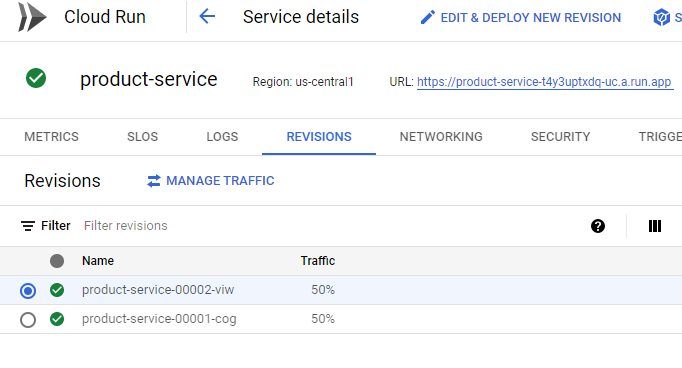 Cloud Run Service details EDIT & DEPLOY NEW REVISION S
product-service Region: us-central1 URL: https://product-service-t4y3uptxdq-uc.a.run.app
METRICS SLOS LOGS REVISIONS NETWORKING SECURITY TRIGGE
Revisions MANAGE TRAFFIC
Filter Filter revisions
Name Traffic
product-service-00002-viw 50%
product-service-00001-cog 50%